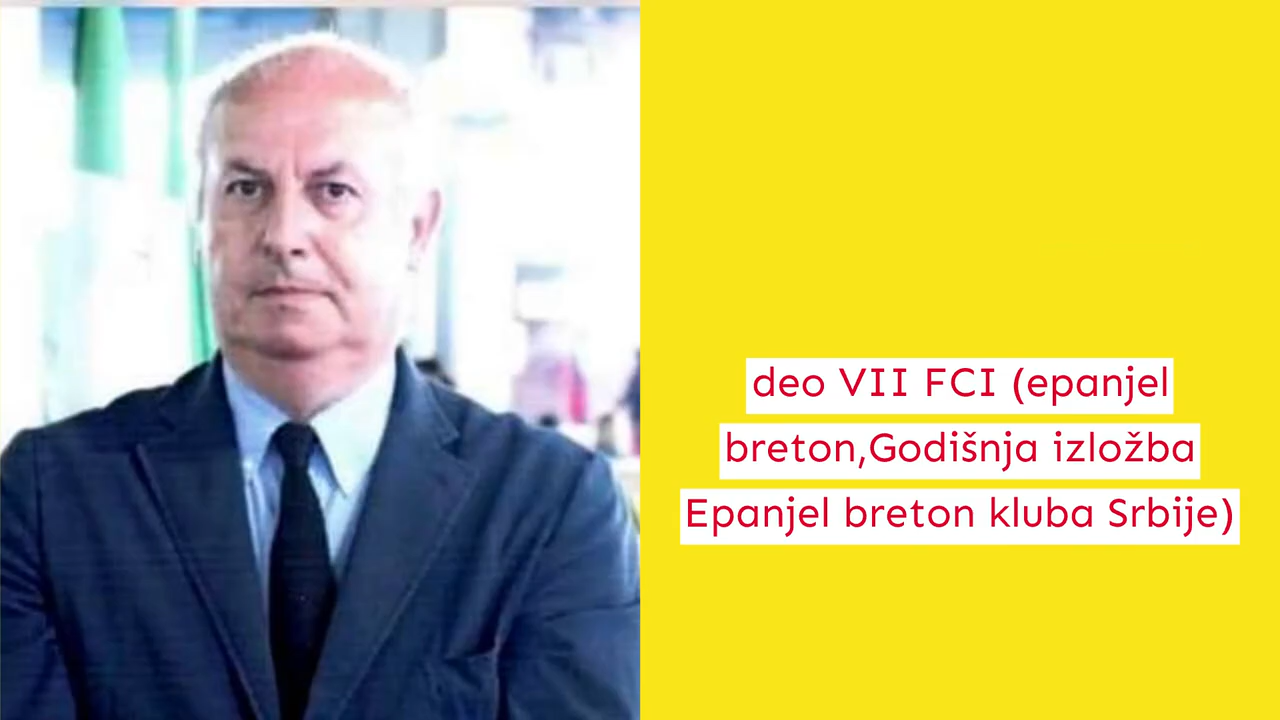 deo VII FCI (epanjel
breton,Godišnja izložba
Epanjel breton kluba Srbije)